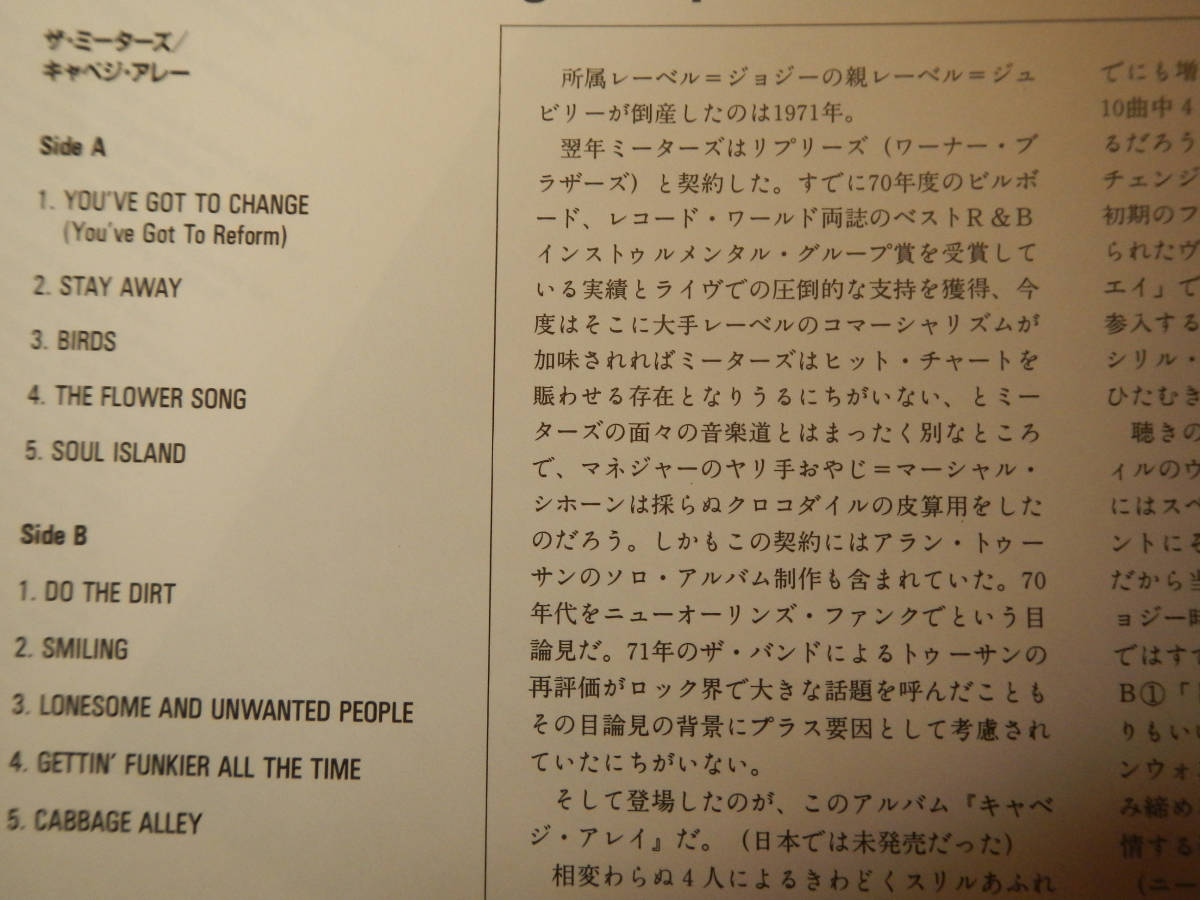 ザ・ミーターズ/
キャベジ・アレー
Side A
1. YOU'VE GOT TO CHANGE
(You've Got To Reform)
2. STAY AWAY
3. BIRDS
4. THE FLOWER SONG
5. SOUL ISLAND
Side B
1. DO THE DIRT
2. SMILING
3. LONESOME AND UNWANTED PEOPLE
4. GETTIN' FUNKIER ALL THE TIME
5. CABBAGE ALLEY
所属レーベル=ジョジーの親レーベル=ジュ
ビリーが倒産したのは1971年。
翌年ミーターズはリプリーズ(ワーナー・ブ
ラザーズ)と契約した。すでに70年度のビルボ
ード、レコード・ワールド両誌のベストR&B
インストゥルメンタル・グループ賞を受賞して
いる実績とライヴでの圧倒的な支持を獲得、今
度はそこに大手レーベルのコマーシャリズムが
加味されればミーターズはヒット・チャートを
賑わせる存在となりうるにちがいない、とミー
ターズの面々の音楽道とはまったく別なところ
で、マネジャーのヤリ手おやじ=マーシャル・
シホーンは採らぬクロコダイルの皮算用をした
のだろう。しかもこの契約にはアラン・トゥー
サンのソロ・アルバム制作も含まれていた。70
年代をニューオーリンズ・ファンクでという目
論見だ。71年のザ・バンドによるトゥーサンの
再評価がロック界で大きな話題を呼んだことも
その目論見の背景にプラス要因として考慮され
ていたにちがいない。
そして登場したのが、このアルバム『キャベ
ジ・アレイ』だ。(日本では未発売だった)
相変わらぬ4人によるきわどくスリルあふれ
でにも増
10曲中4
るだろう
チェンジ
初期のフ
られたヴ
エイ」で
参入する
シリル・
ひたむき
聴きの
ィルのウ
にはスペ
ントにそ
だから当
ョジー時
ではすで
B①「
りもいい
ンウォ
み締め
情する
(ニー